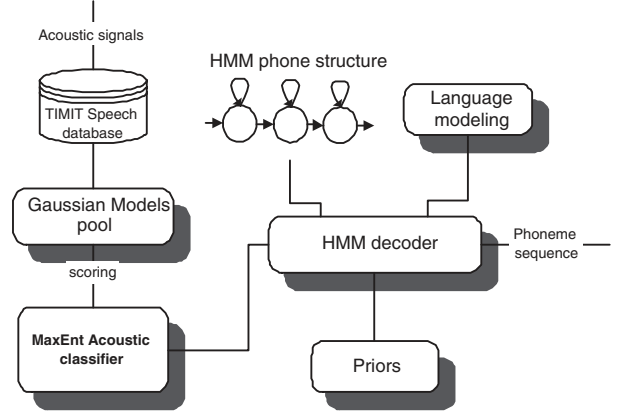 Acoustic signals
TIMIT Speech
database
Gaussian Models
pool
scoring
MaxEnt Acoustic
classifier
HMM phone structure
Language
modeling
HMM decoder
Phoneme
sequence
Priors